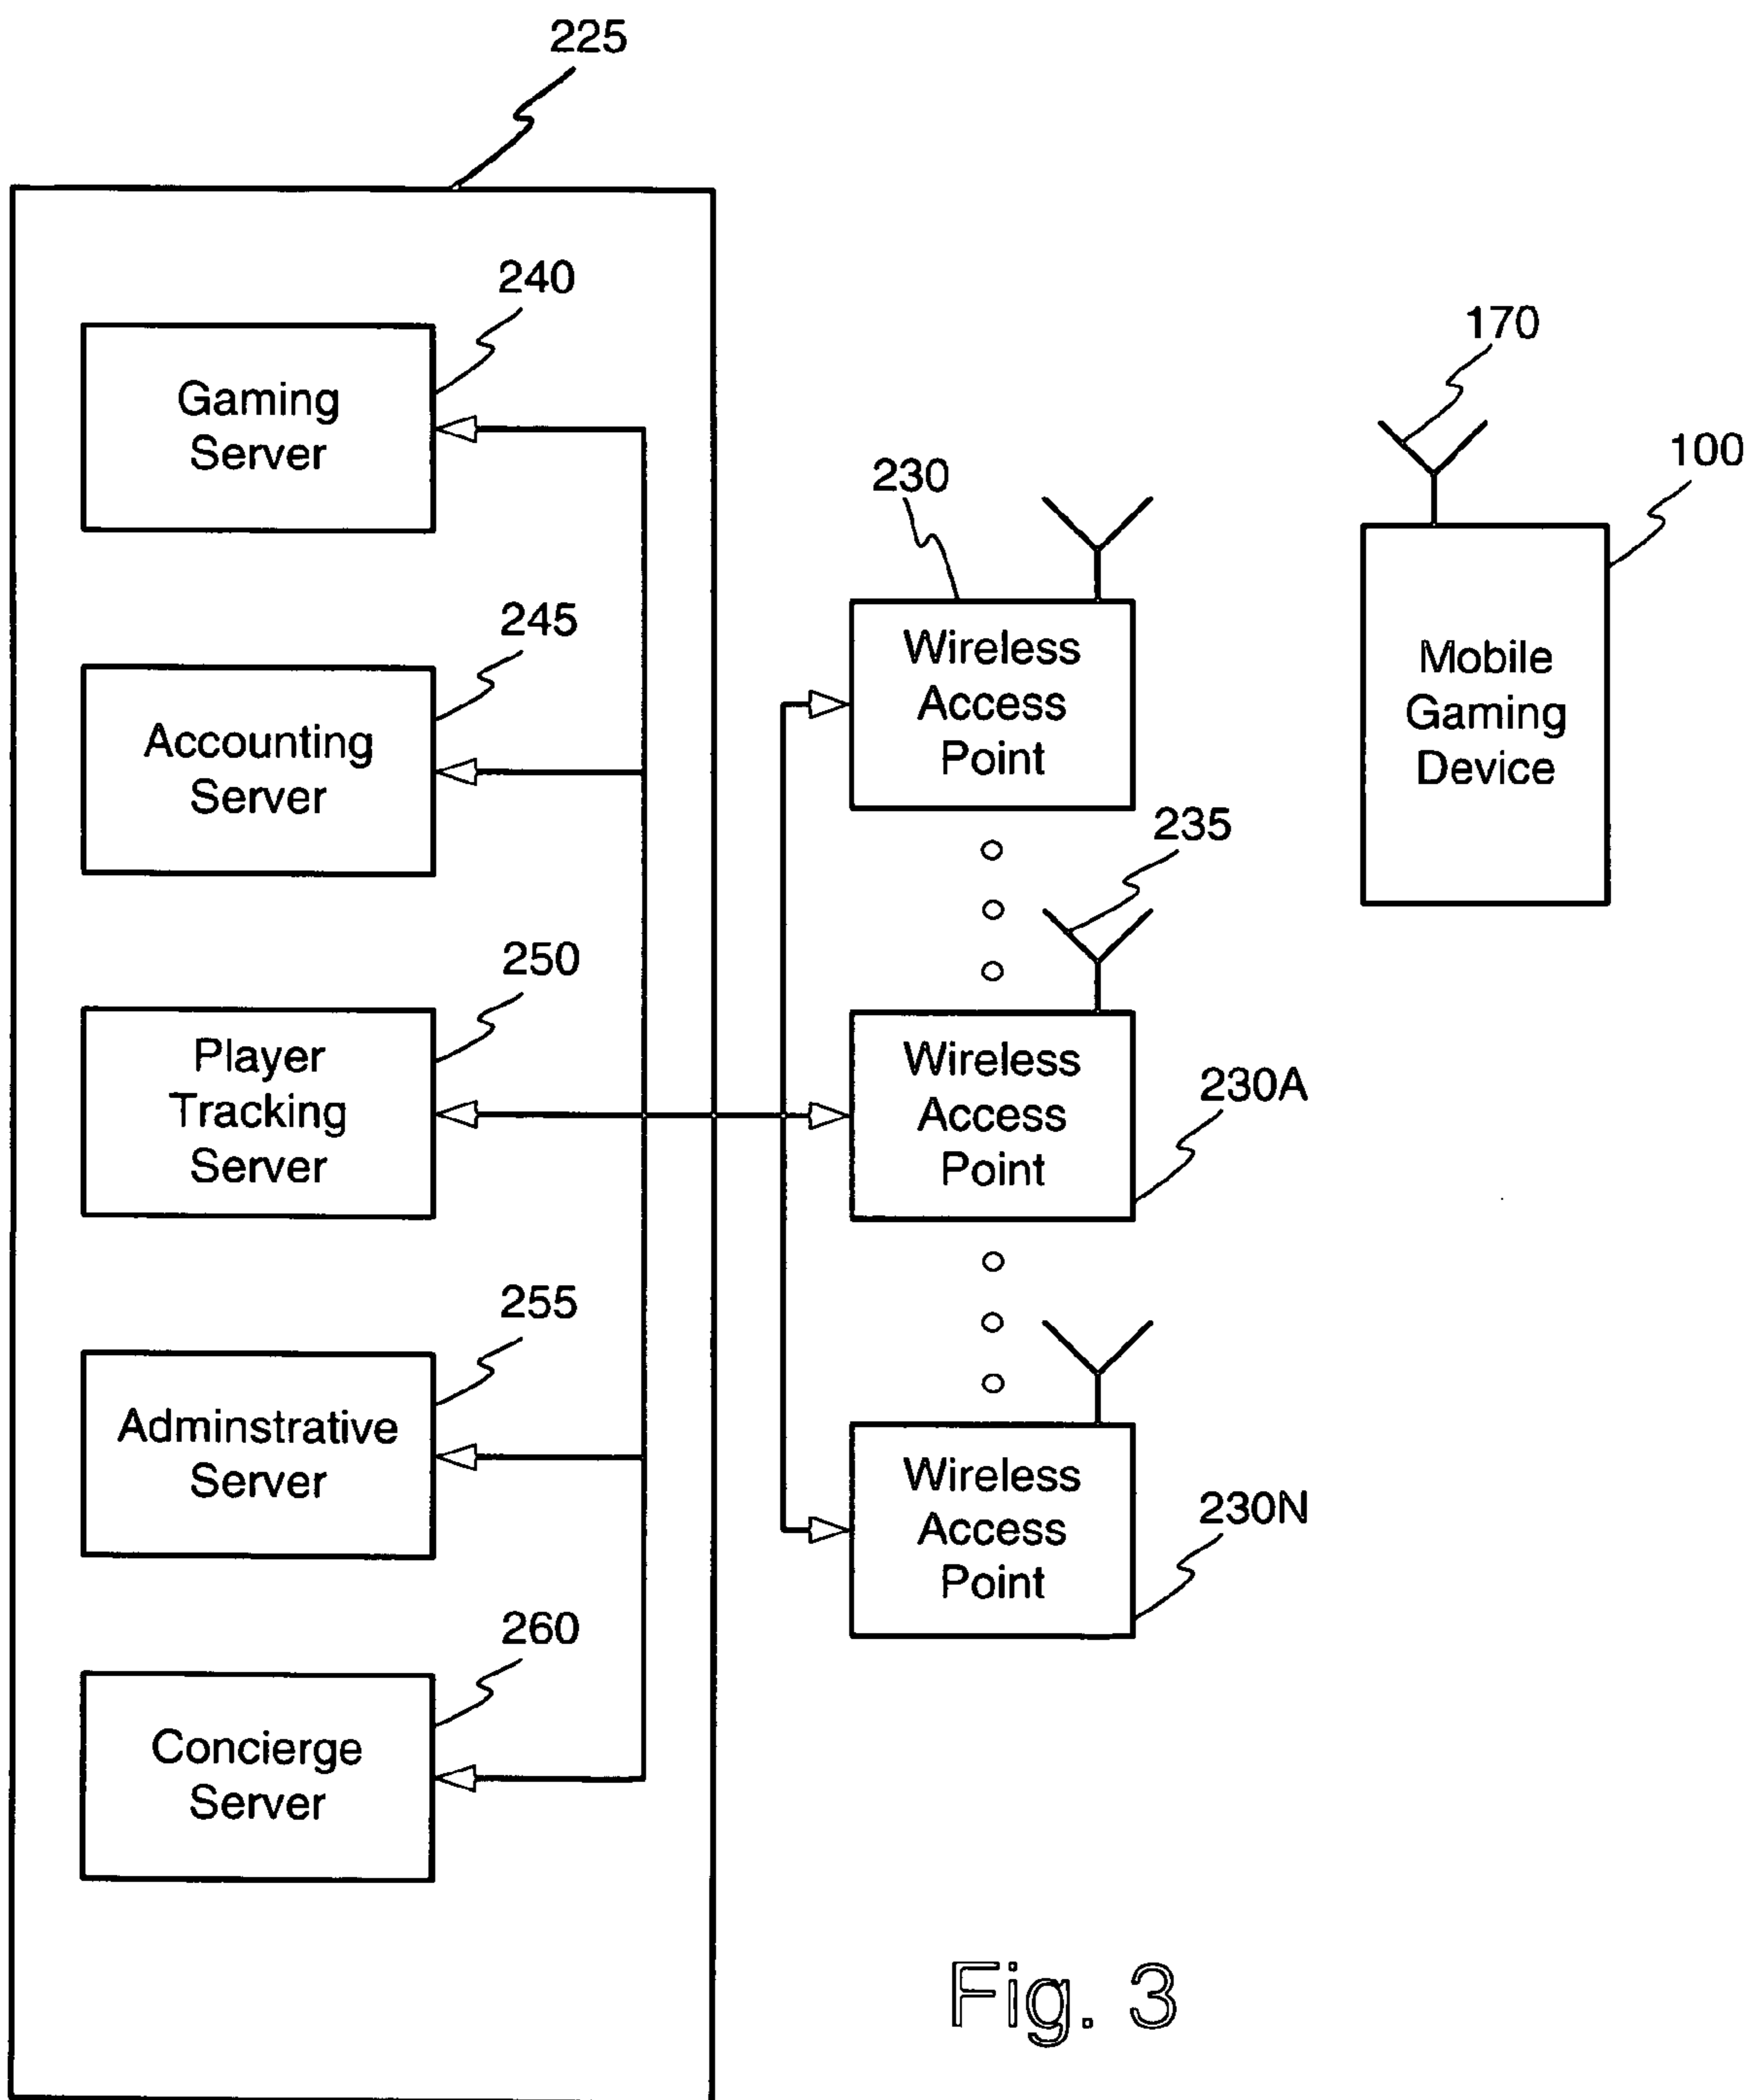 225
240
Gaming
Server
245
Accounting
Server
250
Player
Tracking
Server
255
Adminstrative
Server
260
Concierge
Server
230
Wireless
Access
Point
235
Wireless
Access
Point
230A
Wireless
Access
Point
230N
170
100
Mobile
Gaming
Device
Fig. 3